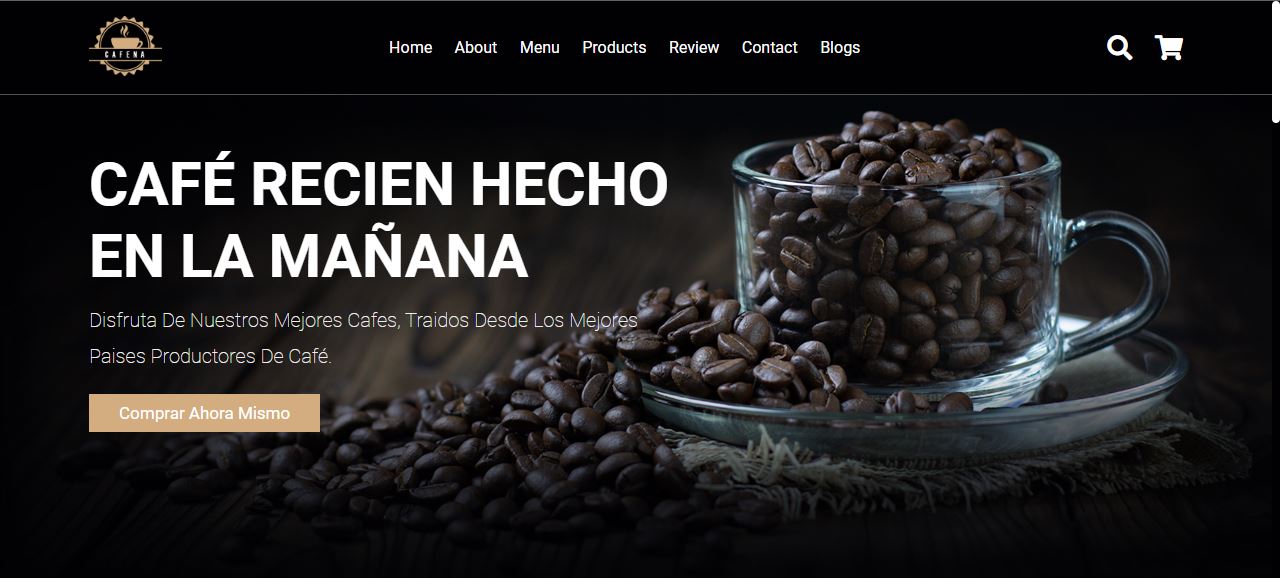 CAFENA
Home About Menu Products Review Contact Blogs
CAFÉ RECIEN HECHO
EN LA MAÑANA
Disfruta De Nuestros Mejores Cafes, Traidos Desde Los Mejores
Paises Productores De Café.
Comprar Ahora Mismo